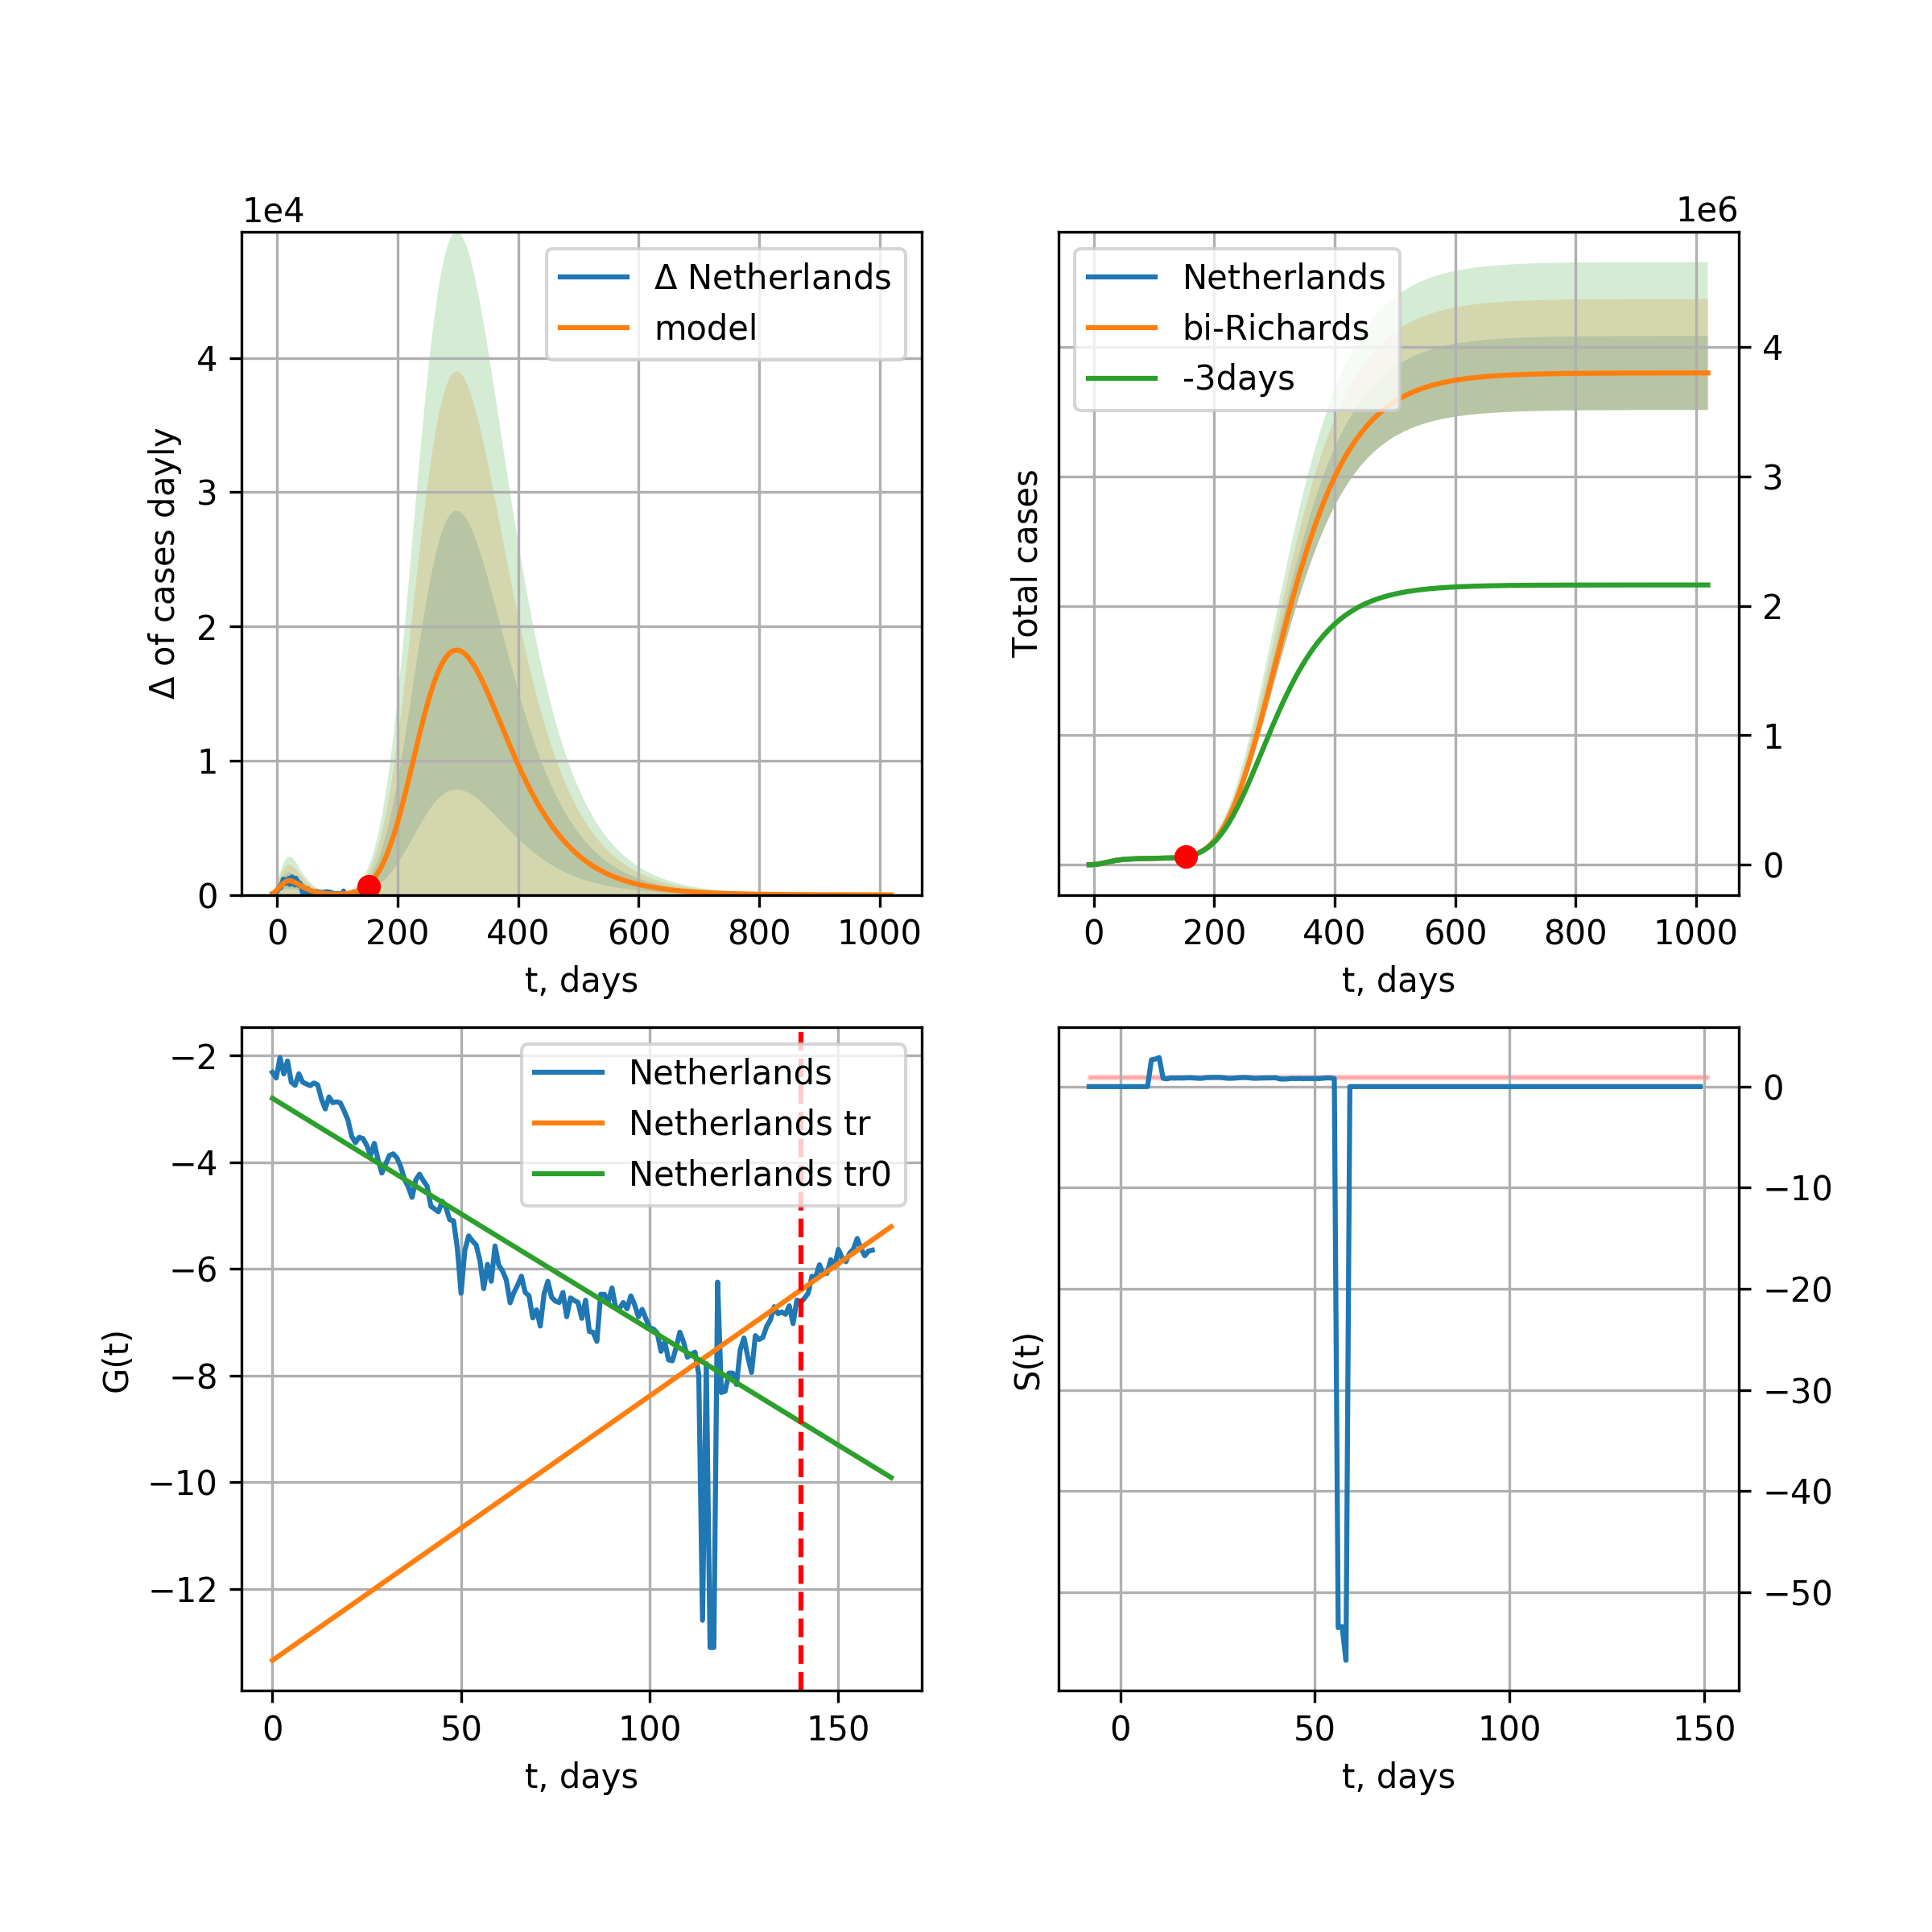 1e4
Δ of cases dayly
4
3
2
1
0
Δ Netherlands
model
0 200 400 600 800 1000
t, days
1e6
Total cases
Netherlands
bi-Richards
-3days
4
3
2
1
0
0 200 400 600 800 1000
t, days
G(t)
−2
−4
−6
−8
−10
−12
Netherlands
Netherlands tr
Netherlands tr0
0 50 100 150
t, days
S(t)
0
−10
−20
−30
−40
−50
0 50 100 150
t, days